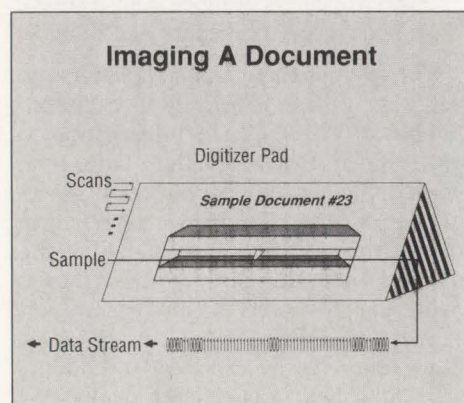 Imaging A Document
Digitizer Pad
Scans
Sample Document #23
Sample
Data Stream